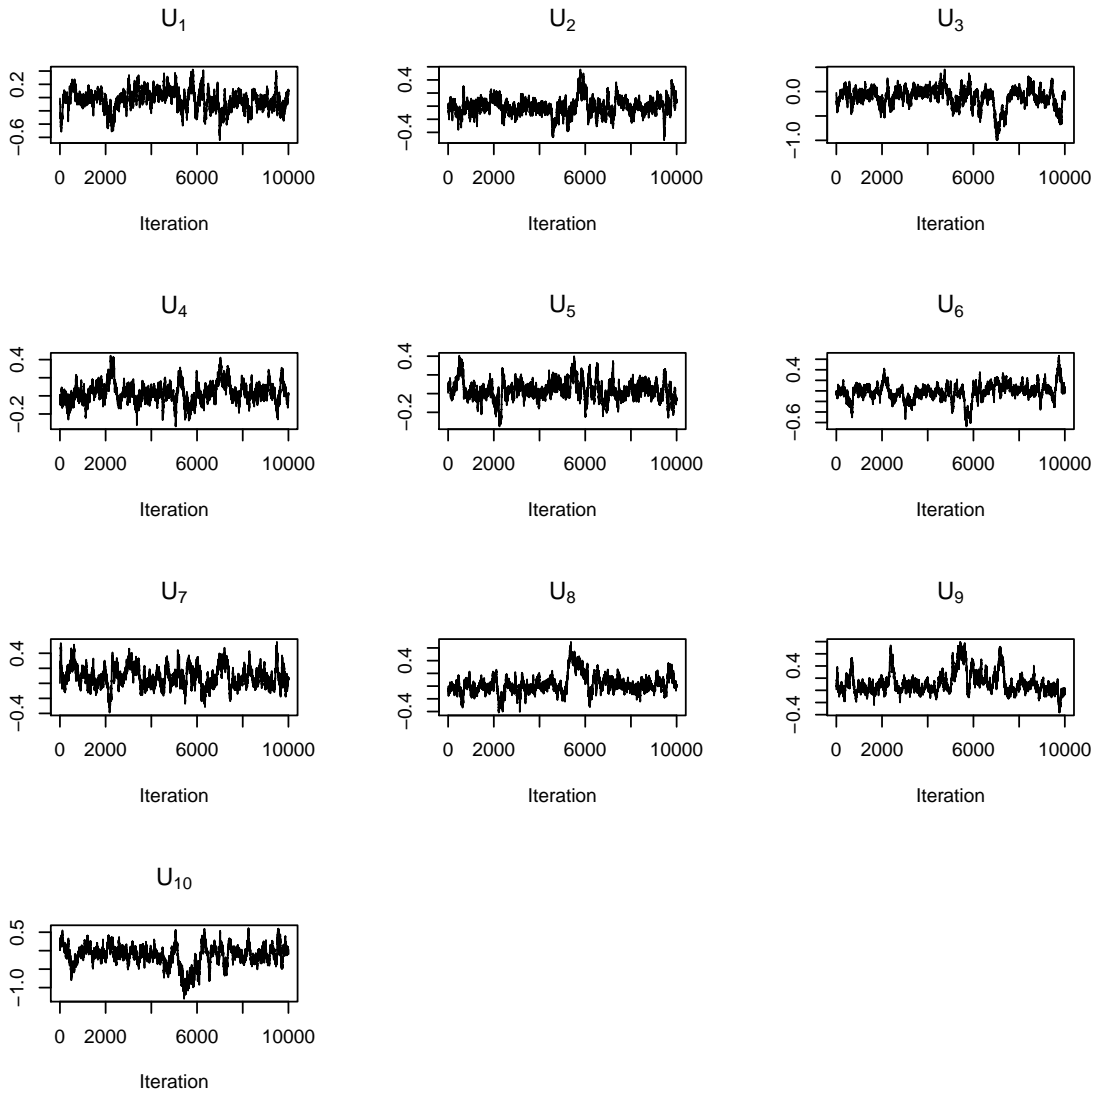 U₁ U₂ U₃
0.2 0.4 0.0
−0.6 −0.4 −1.0
0 2000 6000 10000 0 2000 6000 10000 0 2000 6000 10000
Iteration Iteration Iteration
U₄ U₅ U₆
0.4 0.4 0.4
−0.2 −0.2 −0.6
0 2000 6000 10000 0 2000 6000 10000 0 2000 6000 10000
Iteration Iteration Iteration
U₇ U₈ U₉
0.4 0.4 0.4
−0.4 −0.4 −0.4
0 2000 6000 10000 0 2000 6000 10000 0 2000 6000 10000
Iteration Iteration Iteration
U₁₀
0.5
−1.0
0 2000 6000 10000
Iteration